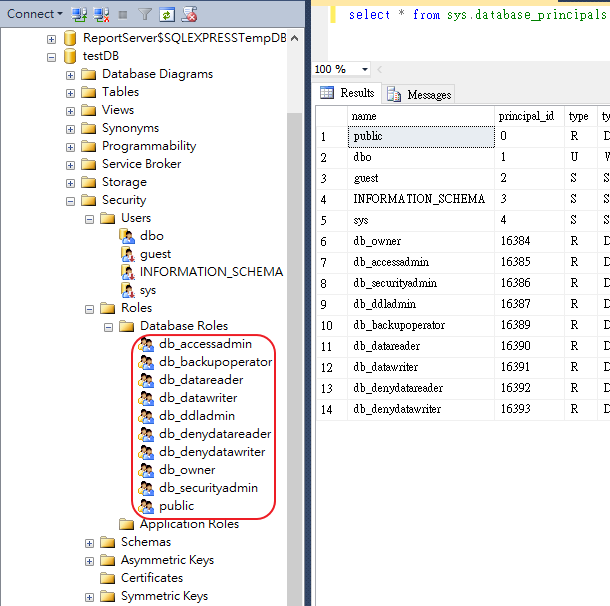 Connect
ReportServer$SQLEXPRESSTempDB
testDB
Database Diagrams
Tables
Views
Synonyms
Programmability
Service Broker
Storage
Security
Users
dbo
guest
INFORMATION_SCHEMA
sys
Roles
Database Roles
db_accessadmin
db_backupoperator
db_datareader
db_datawriter
db_ddladmin
db_denydatareader
db_denydatawriter
db_owner
db_securityadmin
public
Application Roles
Schemas
Asymmetric Keys
Certificates
Symmetric Keys
select * from sys.database_principals
100 %
Results Messages
name principal_id type ty
1 public 0 R D
2 dbo 1 U W
3 guest 2 S S
4 INFORMATION_SCHEMA 3 S S
5 sys 4 S S
6 db_owner 16384 R D
7 db_accessadmin 16385 R D
8 db_securityadmin 16386 R D
9 db_ddladmin 16387 R D
10 db_backupoperator 16389 R D
11 db_datareader 16390 R D
12 db_datawriter 16391 R D
13 db_denydatareader 16392 R D
14 db_denydatawriter 16393 R D